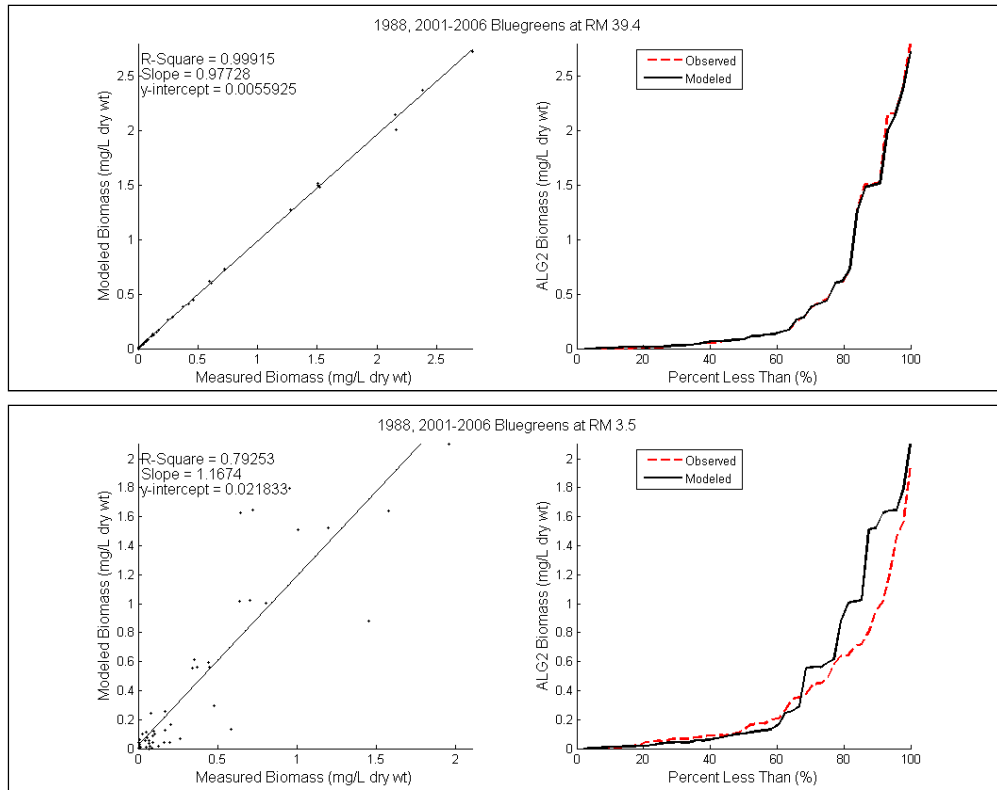 1988, 2001-2006 Bluegreens at RM 39.4
R-Square = 0.99915
Slope = 0.97728
y-intercept = 0.0055925
Modeled Biomass (mg/L dry wt)
2.5
2
1.5
1
0.5
0
0 0.5 1 1.5 2 2.5
Measured Biomass (mg/L dry wt)
Observed
Modeled
ALG2 Biomass (mg/L dry wt)
2.5
2
1.5
1
0.5
0
0 20 40 60 80 100
Percent Less Than (%)
1988, 2001-2006 Bluegreens at RM 3.5
R-Square = 0.79253
Slope = 1.1674
y-intercept = 0.021833
Modeled Biomass (mg/L dry wt)
2
1.8
1.6
1.4
1.2
1
0.8
0.6
0.4
0.2
0
0 0.5 1 1.5 2
Measured Biomass (mg/L dry wt)
Observed
Modeled
ALG2 Biomass (mg/L dry wt)
2
1.8
1.6
1.4
1.2
1
0.8
0.6
0.4
0.2
0
0 20 40 60 80 100
Percent Less Than (%)